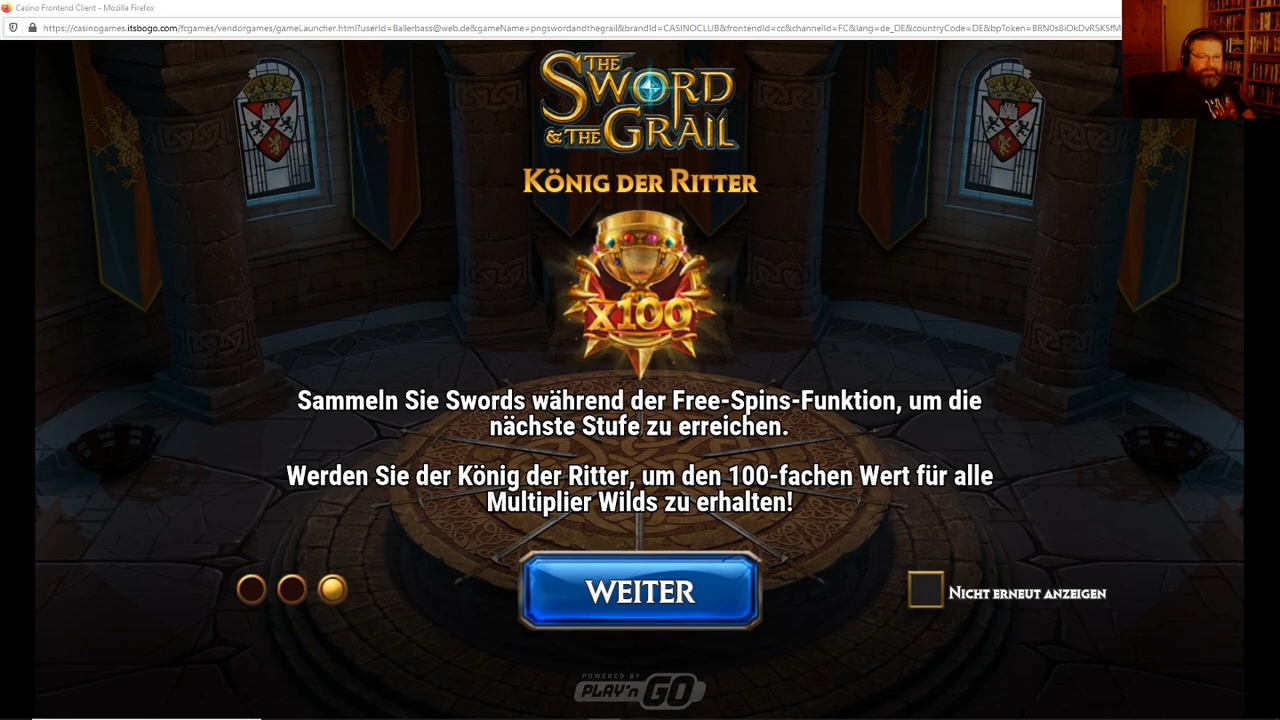 Casino Frontend Client - Mozilla Firefox
https://casinogames.itsbogo.com/fcgames/vendorgames/gameLauncher.html?userId=Ballerbass@web.de&gameName=pngswordandthegrail&brandId=CASINOCLUB&frontendId=cc&channelId=FC&lang=de_DE&countryCode=DE&bpToken=BRN0s8iOkDvR5KSfM
THE
SWORD
& THE GRAIL
KÖNIG DER RITTER
x100
Sammeln Sie Swords während der Free-Spins-Funktion, um die
nächste Stufe zu erreichen.
Werden Sie der König der Ritter, um den 100-fachen Wert für alle
Multiplier Wilds zu erhalten!
WEITER
NICHT ERNEUT ANZEIGEN
POWERED BY
PLAY'n GO